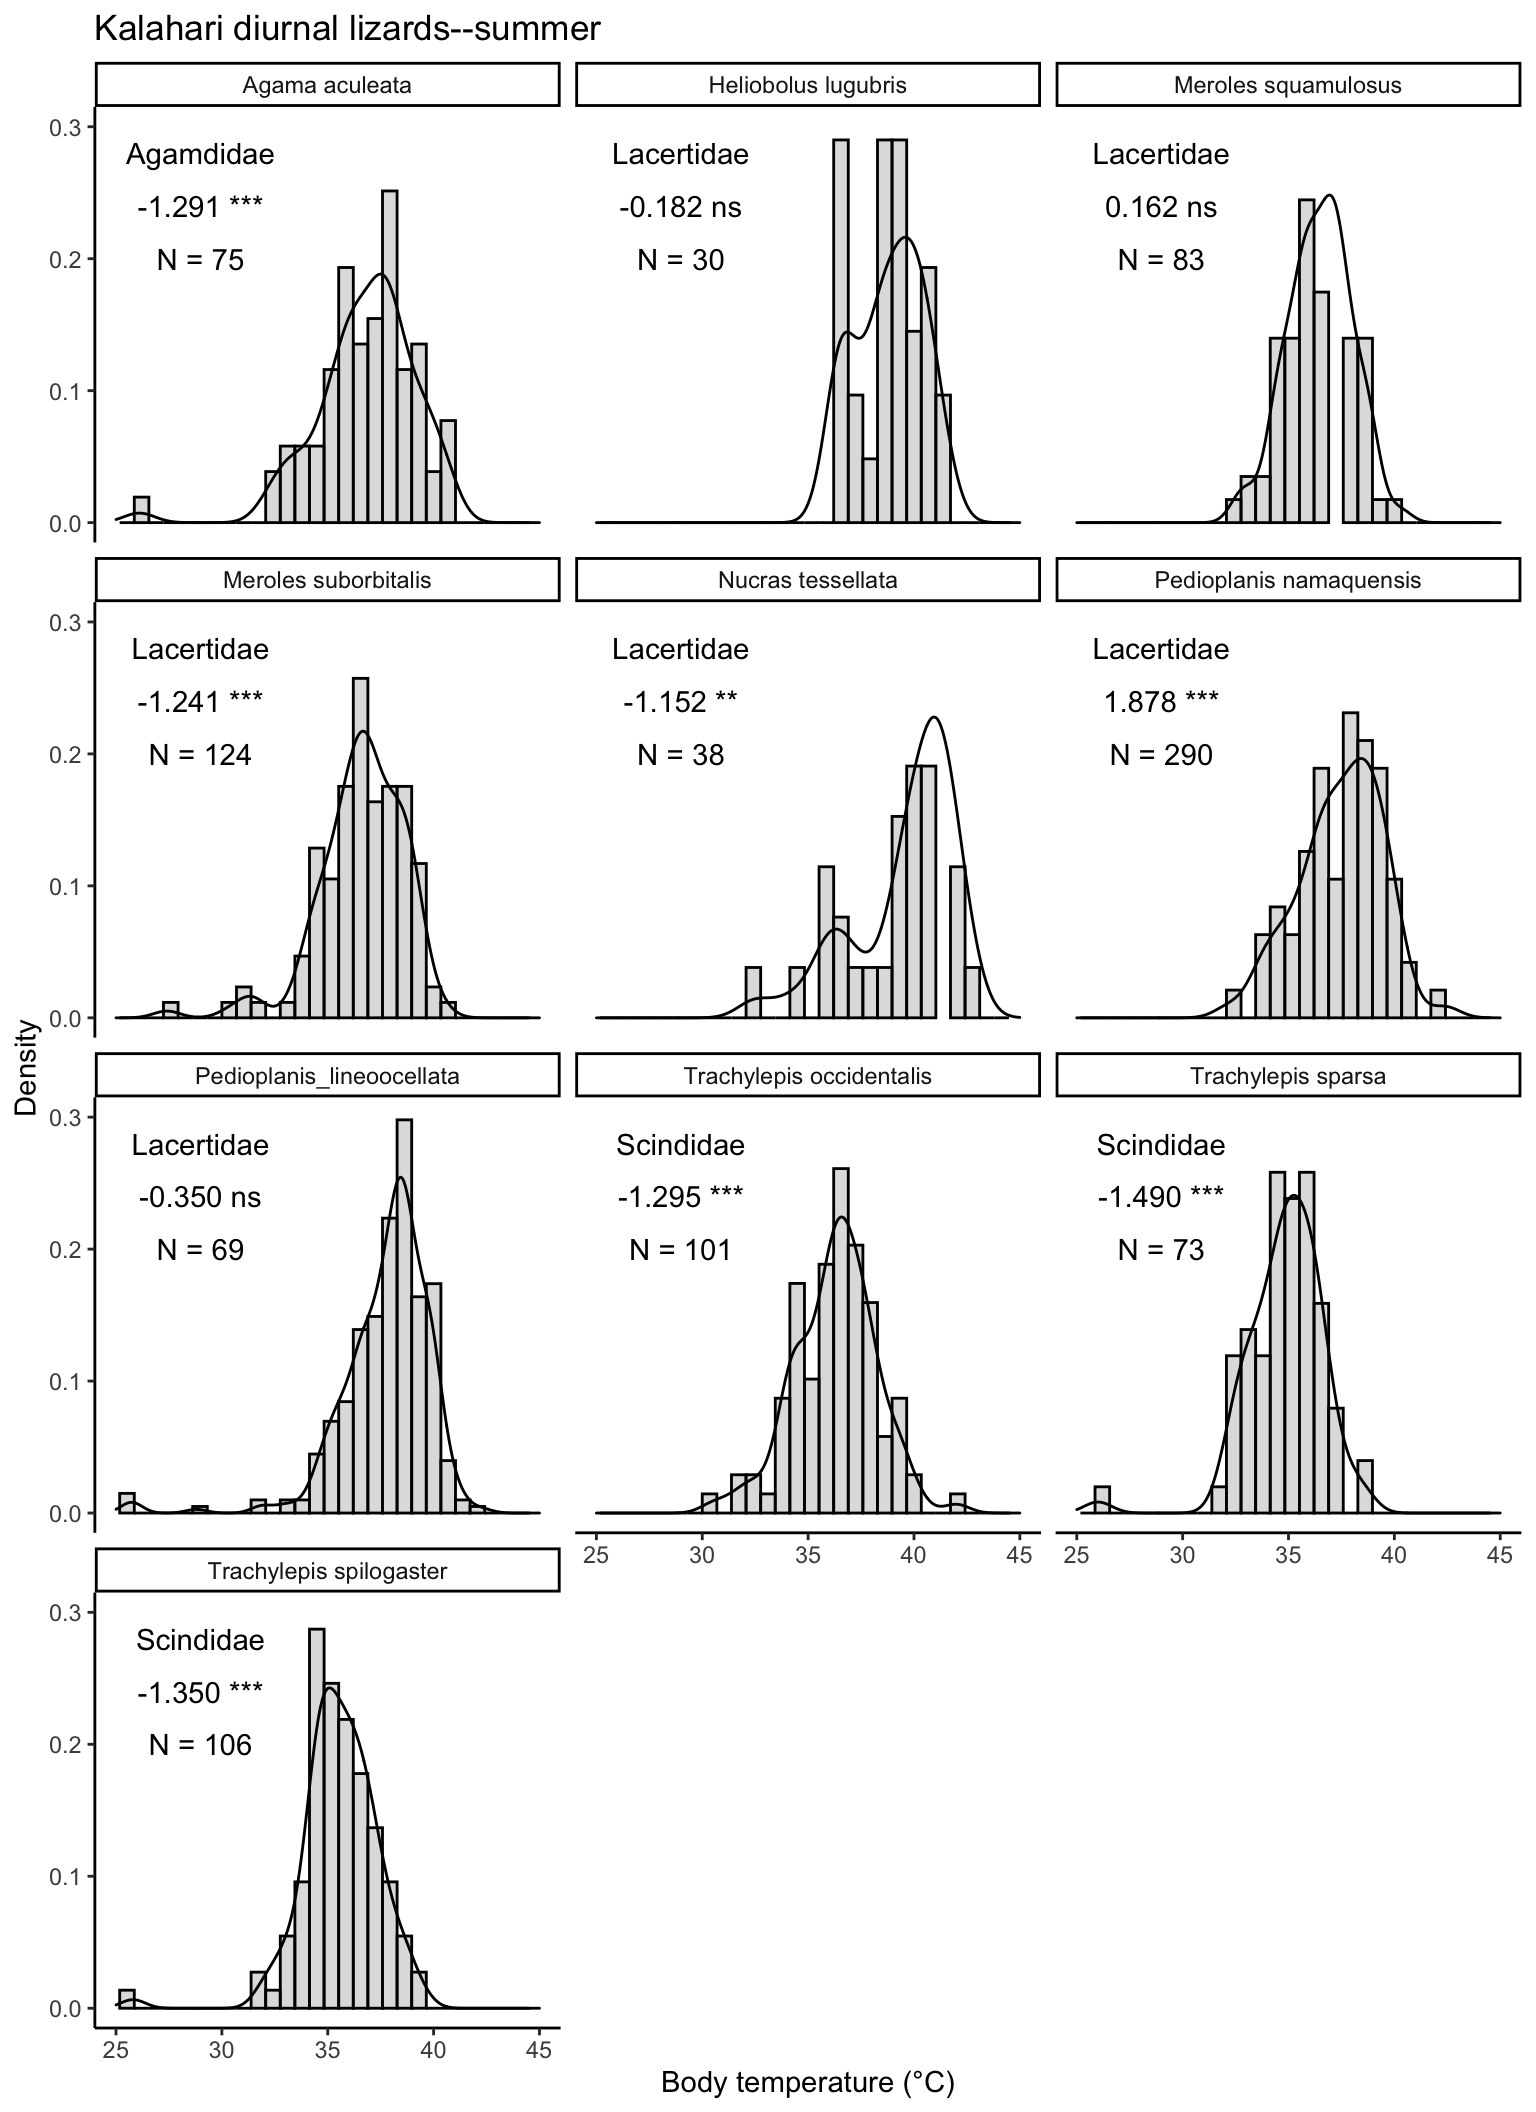 Kalahari diurnal lizards--summer
Agama aculeata
Heliobolus lugubris
Meroles squamulosus
0.3
0.2
0.1
0.0
Agamdidae
-1.291 ***
N = 75
Lacertidae
-0.182 ns
N = 30
Lacertidae
0.162 ns
N = 83
Meroles suborbitalis
Nucras tessellata
Pedioplanis namaquensis
0.3
0.2
0.1
0.0
Lacertidae
-1.241 ***
N = 124
Lacertidae
-1.152 **
N = 38
Lacertidae
1.878 ***
N = 290
Density
Pedioplanis_lineoocellata
Trachylepis occidentalis
Trachylepis sparsa
0.3
0.2
0.1
0.0
Lacertidae
-0.350 ns
N = 69
Scindidae
-1.295 ***
N = 101
Scindidae
-1.490 ***
N = 73
25 30 35 40 45
25 30 35 40 45
Trachylepis spilogaster
0.3
0.2
0.1
0.0
Scindidae
-1.350 ***
N = 106
25 30 35 40 45
Body temperature (°C)